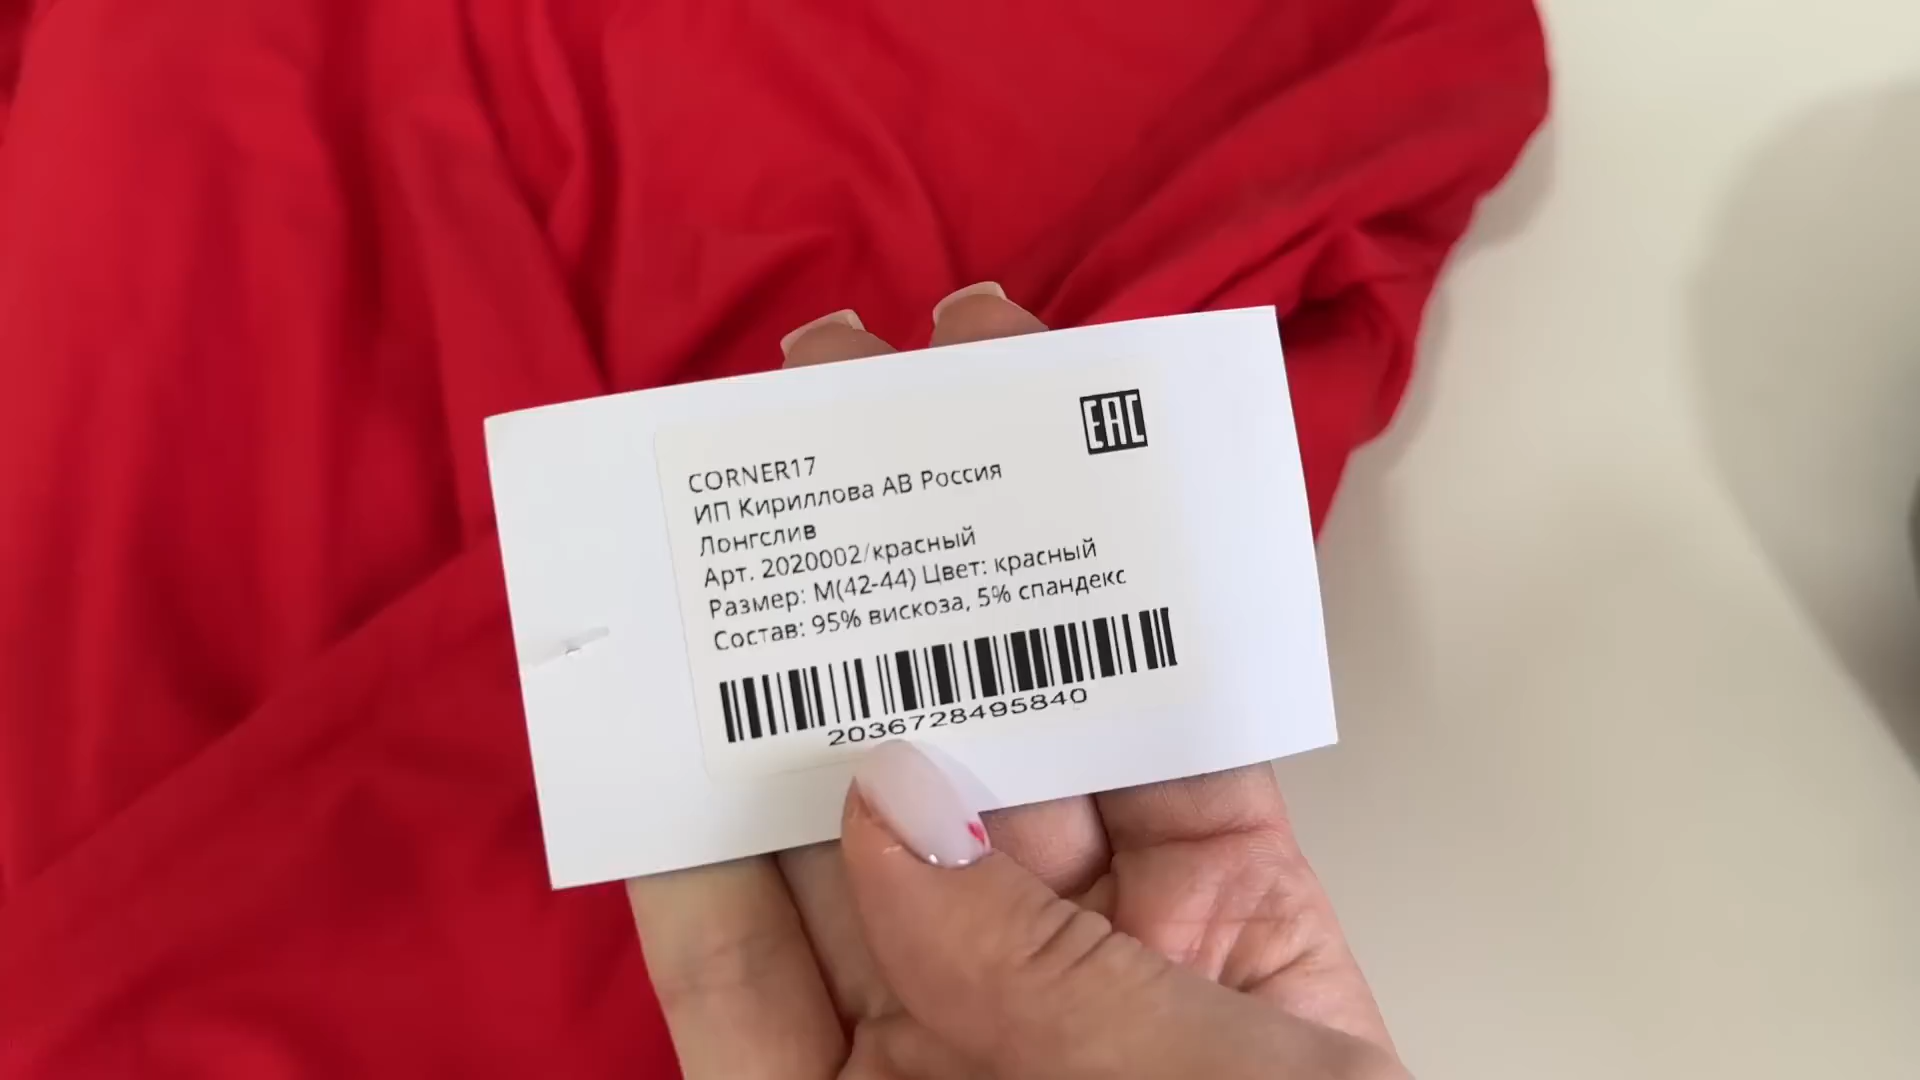 EAC
CORNER17
ИП Кириллова АВ Россия
Лонгслив
Арт. 2020002/красный
Размер: M(42-44) Цвет: красный
Состав: 95% вискоза, 5% спандекс
2036728495840